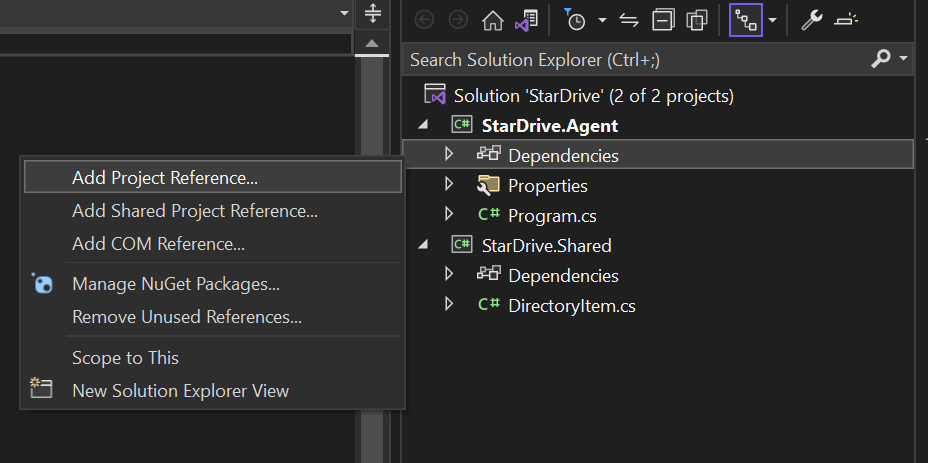 Search Solution Explorer (Ctrl+;)
Solution 'StarDrive' (2 of 2 projects)
C# StarDrive.Agent
Dependencies
Properties
C# Program.cs
C# StarDrive.Shared
Dependencies
C# DirectoryItem.cs
Add Project Reference...
Add Shared Project Reference...
Add COM Reference...
Manage NuGet Packages...
Remove Unused References...
Scope to This
New Solution Explorer View